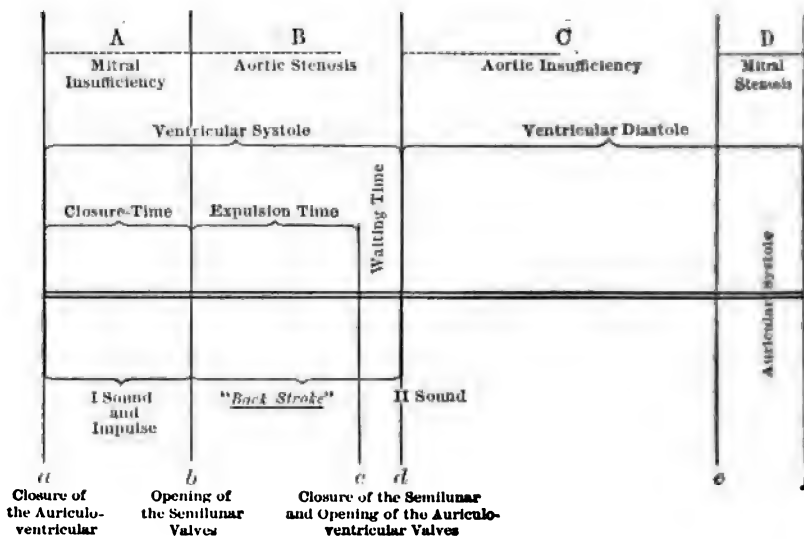 A B C D
Mitral Insufficiency
Aortic Stenosis
Aortic Insufficiency
Mitral Stenosis
Ventricular Systole
Ventricular Diastole
Closure-Time
Expulsion Time
Waiting Time
Auricular Systole
I Sound and Impulse
"Back Stroke"
II Sound
a b c d e
Closure of
the Auriculo-
ventricular
Opening of
the Semilunar
Valves
Closure of the Semilunar
and Opening of the Auriculo-
ventricular Valves